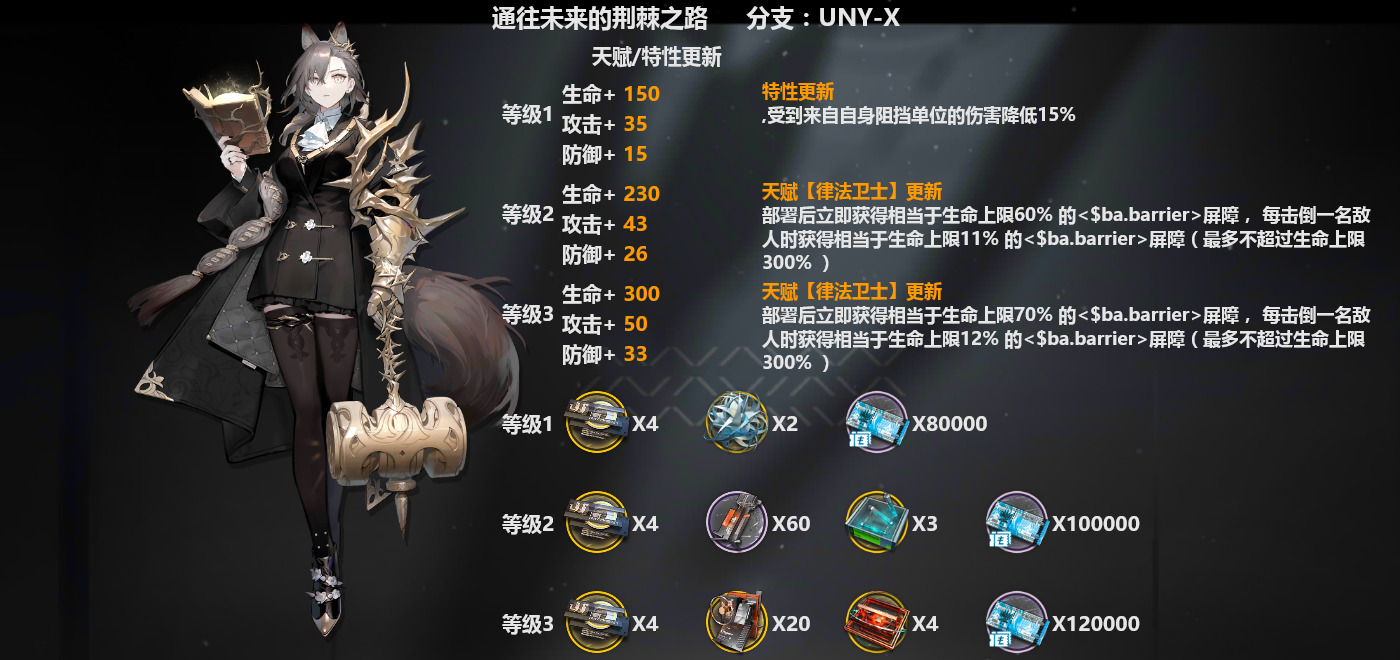 通往未来的荆棘之路 分支：UNY-X
天赋/特性更新
等级1
生命+ 150
攻击+ 35
防御+ 15
特性更新
,受到来自自身阻挡单位的伤害降低15%
等级2
生命+ 230
攻击+ 43
防御+ 26
天赋【律法卫士】更新
部署后立即获得相当于生命上限60% 的<$ba.barrier>屏障， 每击倒一名敌
人时获得相当于生命上限11% 的<$ba.barrier>屏障（最多不超过生命上限
300% ）
等级3
生命+ 300
攻击+ 50
防御+ 33
天赋【律法卫士】更新
部署后立即获得相当于生命上限70% 的<$ba.barrier>屏障， 每击倒一名敌
人时获得相当于生命上限12% 的<$ba.barrier>屏障（最多不超过生命上限
300% ）
等级1 X4 X2 X80000
等级2 X4 X60 X3 X100000
等级3 X4 X20 X4 X120000